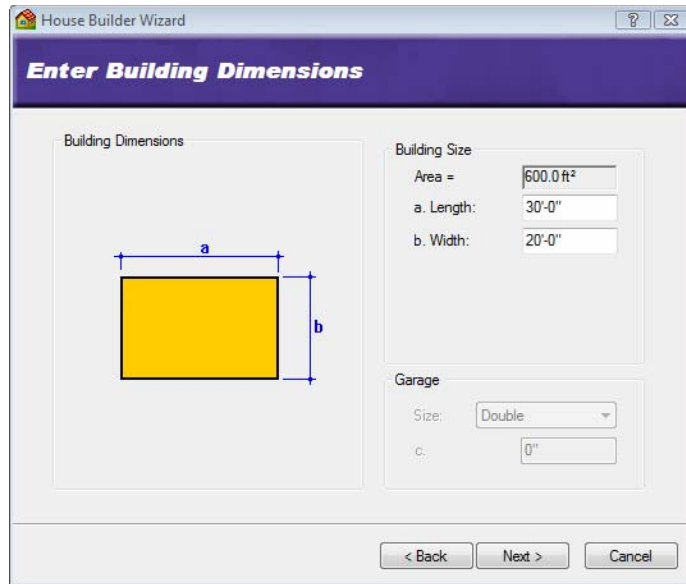 House Builder Wizard
?
Enter Building Dimensions
Building Dimensions
a
b
Building Size
Area = 600.0 ft²
a. Length: 30'-0"
b. Width: 20'-0"
Garage
Size: Double
c. 0"
< Back Next > Cancel